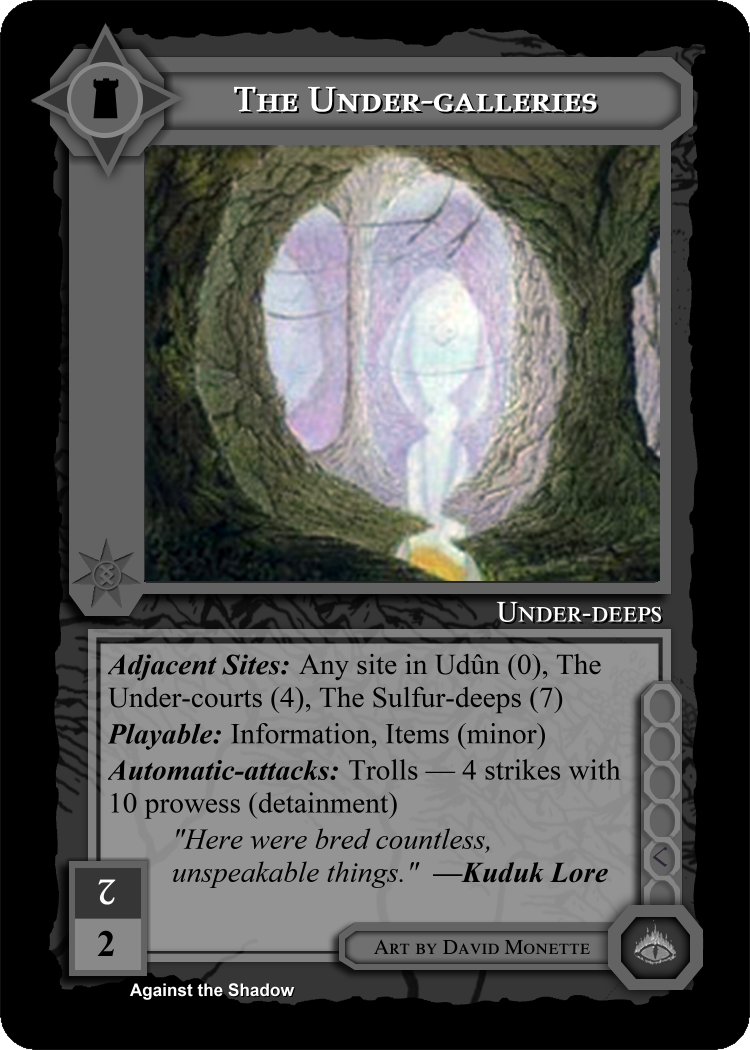 The Under-galleries
Under-deeps
Adjacent Sites: Any site in Udûn (0), The
Under-courts (4), The Sulfur-deeps (7)
Playable: Information, Items (minor)
Automatic-attacks: Trolls — 4 strikes with
10 prowess (detainment)
"Here were bred countless,
unspeakable things." —Kuduk Lore
2
Art by David Monette
Against the Shadow